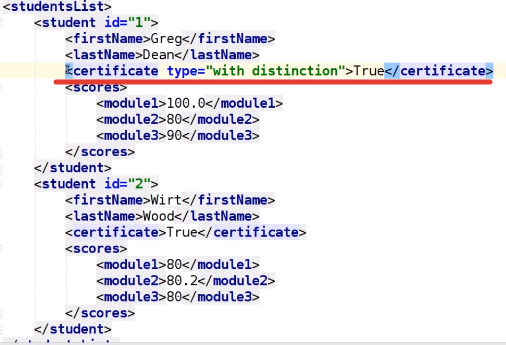 <studentsList>
<student id="1">
<firstName>Greg</firstName>
<lastName>Dean</lastName>
<certificate type="with distinction">True</certificate>
<scores>
<module1>100.0</module1>
<module2>80</module2>
<module3>90</module3>
</scores>
</student>
<student id="2">
<firstName>Wirt</firstName>
<lastName>Wood</lastName>
<certificate>True</certificate>
<scores>
<module1>80</module1>
<module2>80.2</module2>
<module3>80</module3>
</scores>
</student>